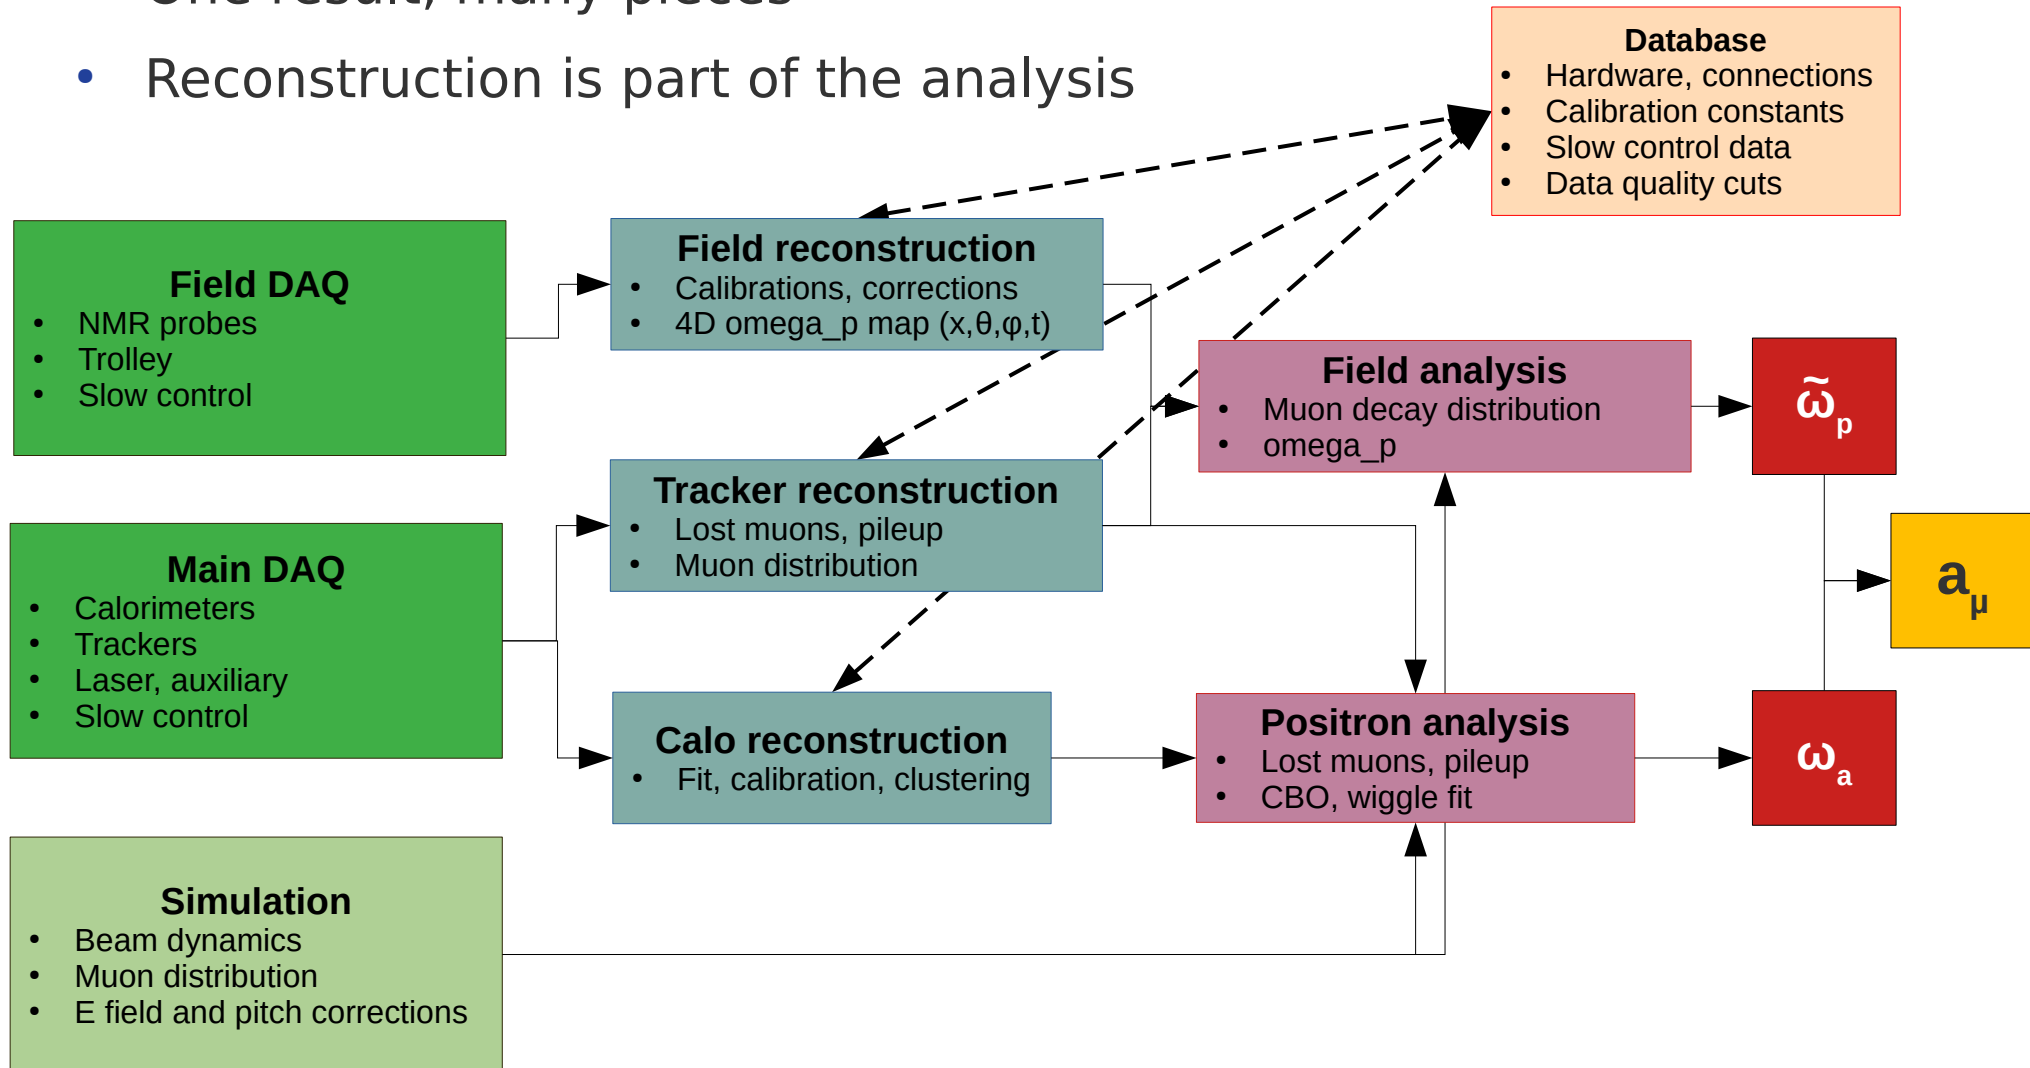 One result, many pieces
• Reconstruction is part of the analysis
Database
• Hardware, connections
• Calibration constants
• Slow control data
• Data quality cuts
Field DAQ
• NMR probes
• Trolley
• Slow control
Field reconstruction
• Calibrations, corrections
• 4D omega_p map (x,θ,φ,t)
Field analysis
• Muon decay distribution
• omega_p
ω̃p
Tracker reconstruction
• Lost muons, pileup
• Muon distribution
Main DAQ
• Calorimeters
• Trackers
• Laser, auxiliary
• Slow control
aμ
Calo reconstruction
• Fit, calibration, clustering
Positron analysis
• Lost muons, pileup
• CBO, wiggle fit
ωa
Simulation
• Beam dynamics
• Muon distribution
• E field and pitch corrections